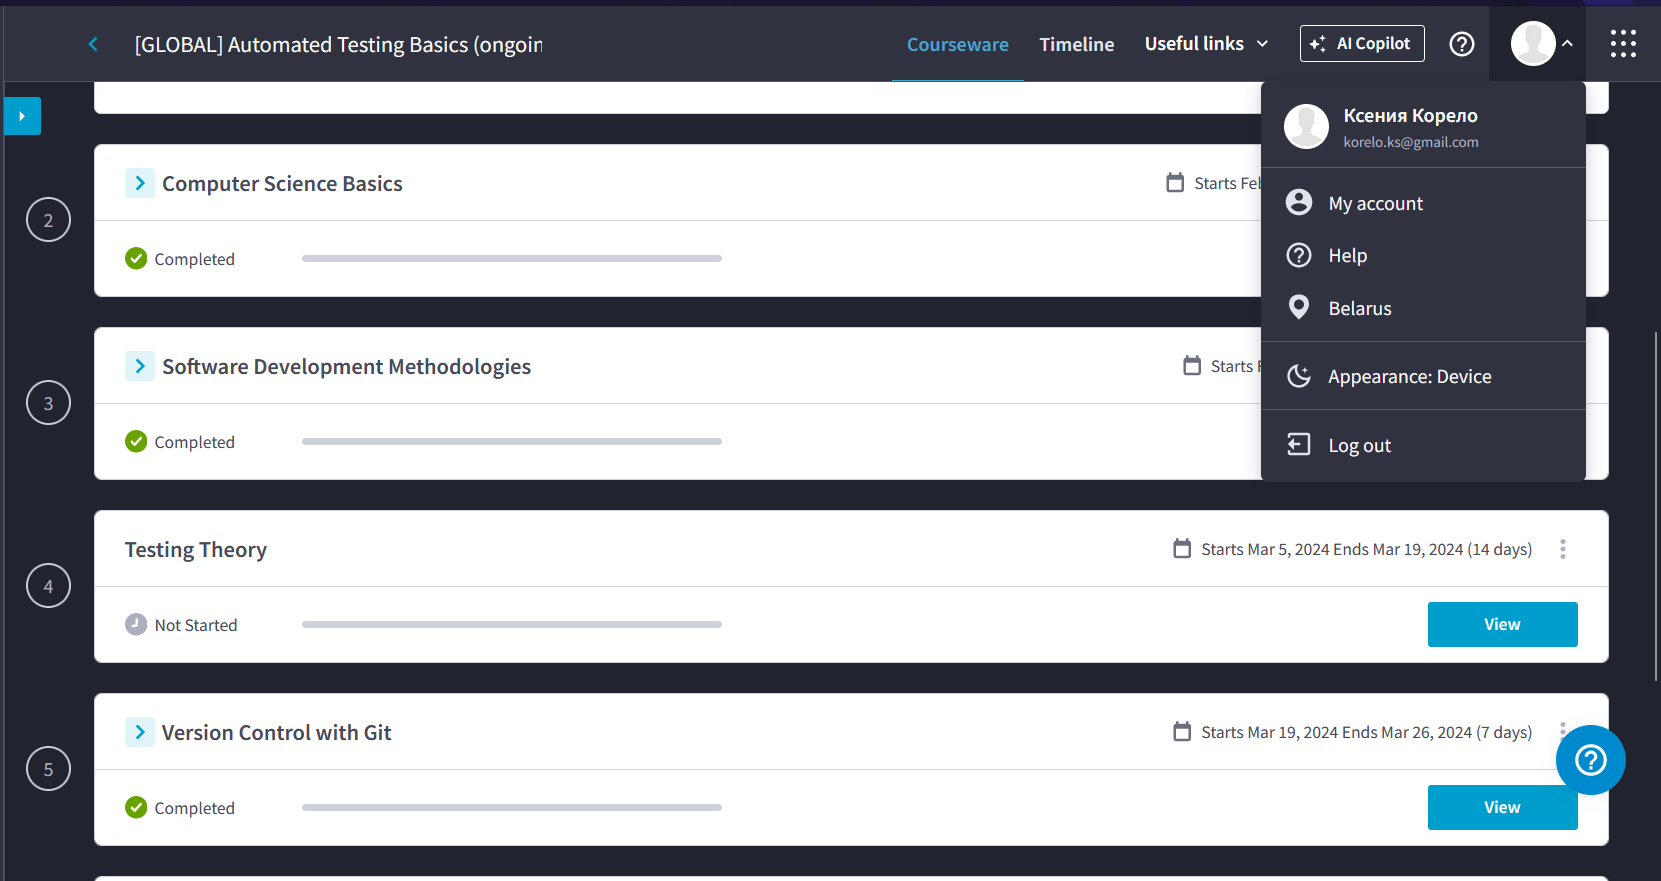 [GLOBAL] Automated Testing Basics (ongoin
Courseware
Timeline
Useful links
AI Copilot
Ксения Корело
korelo.ks@gmail.com
My account
Help
Belarus
Appearance: Device
Log out
2
Computer Science Basics
Starts Feb
Completed
3
Software Development Methodologies
Starts F
Completed
4
Testing Theory
Starts Mar 5, 2024 Ends Mar 19, 2024 (14 days)
Not Started
View
5
Version Control with Git
Starts Mar 19, 2024 Ends Mar 26, 2024 (7 days)
Completed
View